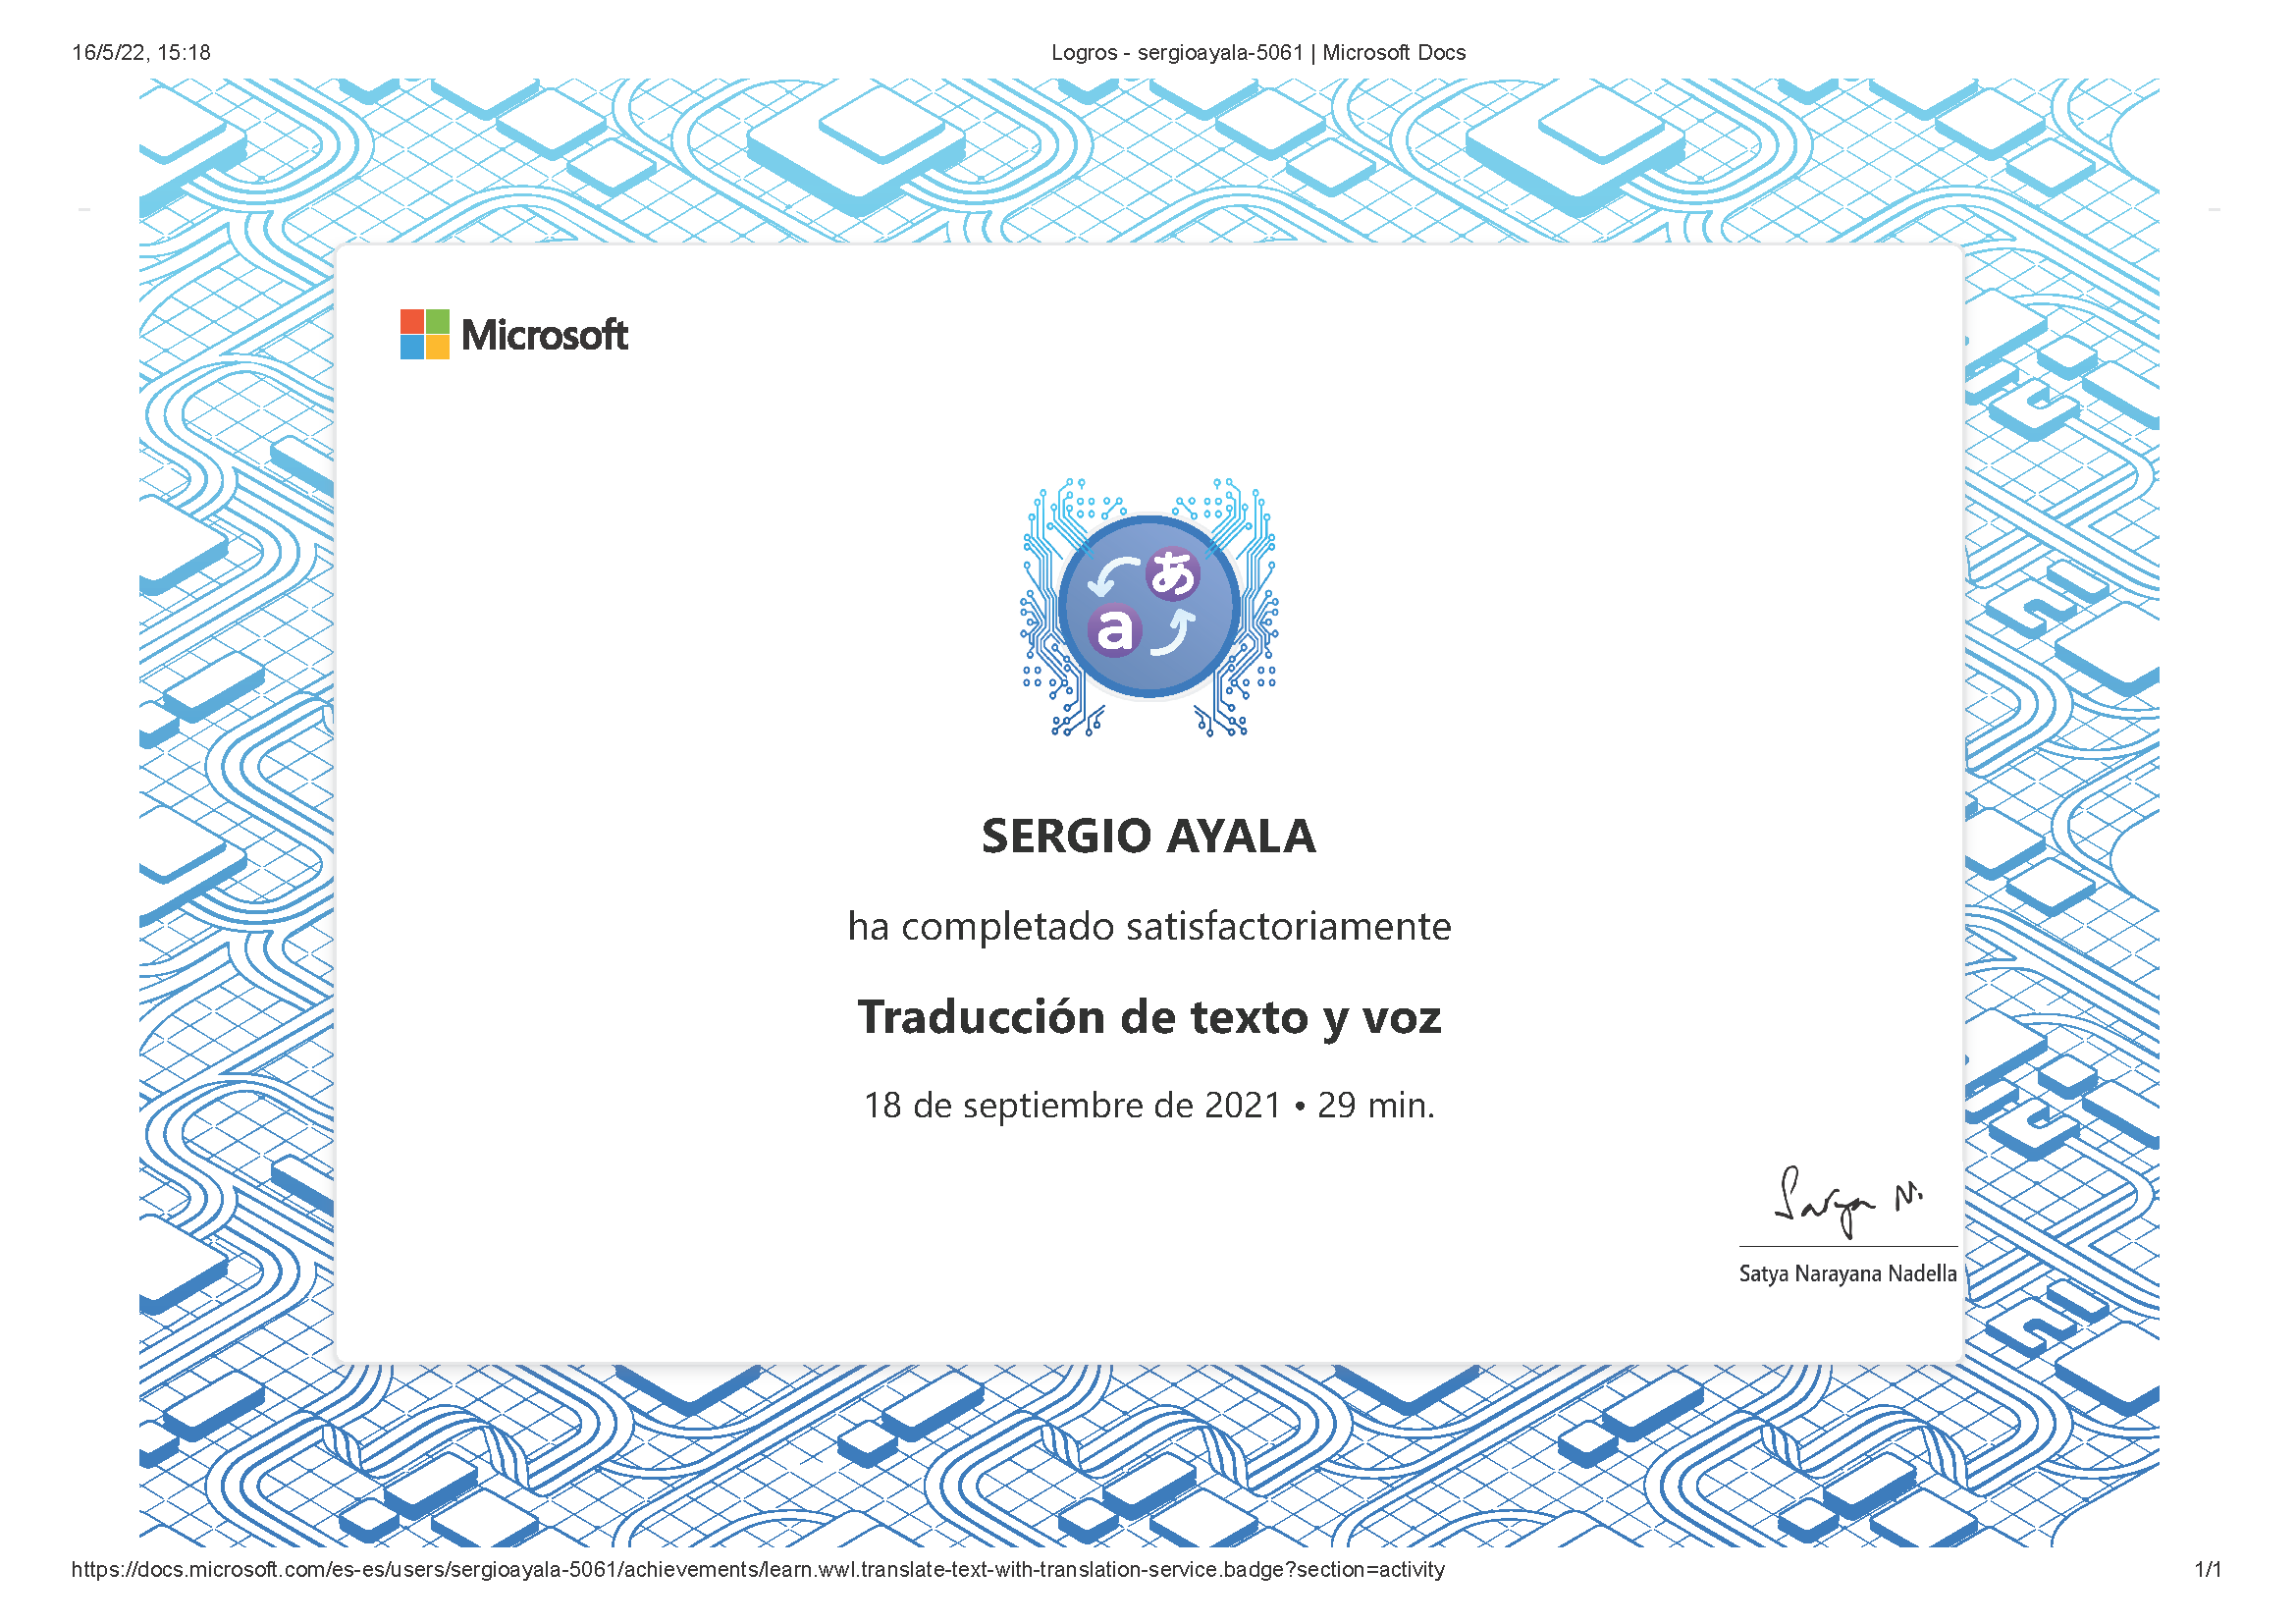 16/5/22, 15:18
Logros - sergioayala-5061 | Microsoft Docs
Microsoft
あ
a
SERGIO AYALA
ha completado satisfactoriamente
Traducción de texto y voz
18 de septiembre de 2021 • 29 min.
Satya N.
Satya Narayana Nadella
https://docs.microsoft.com/es-es/users/sergioayala-5061/achievements/learn.wwl.translate-text-with-translation-service.badge?section=activity
1/1